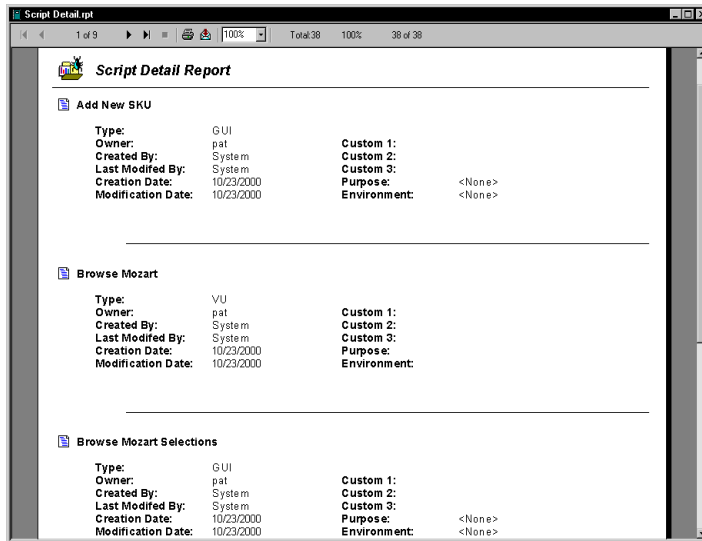 Script Detail.rpt
1 of 9 100% Total:38 100% 38 of 38
Script Detail Report
Add New SKU
Type: GUI
Owner: pat Custom 1:
Created By: System Custom 2:
Last Modifed By: System Custom 3:
Creation Date: 10/23/2000 Purpose: <None>
Modification Date: 10/23/2000 Environment: <None>
Browse Mozart
Type: VU
Owner: pat Custom 1:
Created By: System Custom 2:
Last Modifed By: System Custom 3:
Creation Date: 10/23/2000 Purpose:
Modification Date: 10/23/2000 Environment:
Browse Mozart Selections
Type: GUI
Owner: pat Custom 1:
Created By: System Custom 2:
Last Modifed By: System Custom 3:
Creation Date: 10/23/2000 Purpose: <None>
Modification Date: 10/23/2000 Environment: <None>